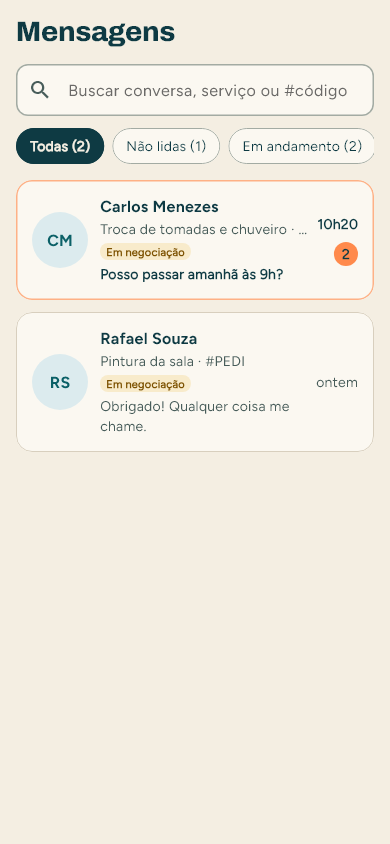 Mensagens
Buscar conversa, serviço ou #código
Todas (2)
Não lidas (1)
Em andamento (2)
CM
Carlos Menezes
Troca de tomadas e chuveiro · ...
10h20
Em negociação
2
Posso passar amanhã às 9h?
RS
Rafael Souza
Pintura da sala · #PEDI
Em negociação
ontem
Obrigado! Qualquer coisa me
chame.